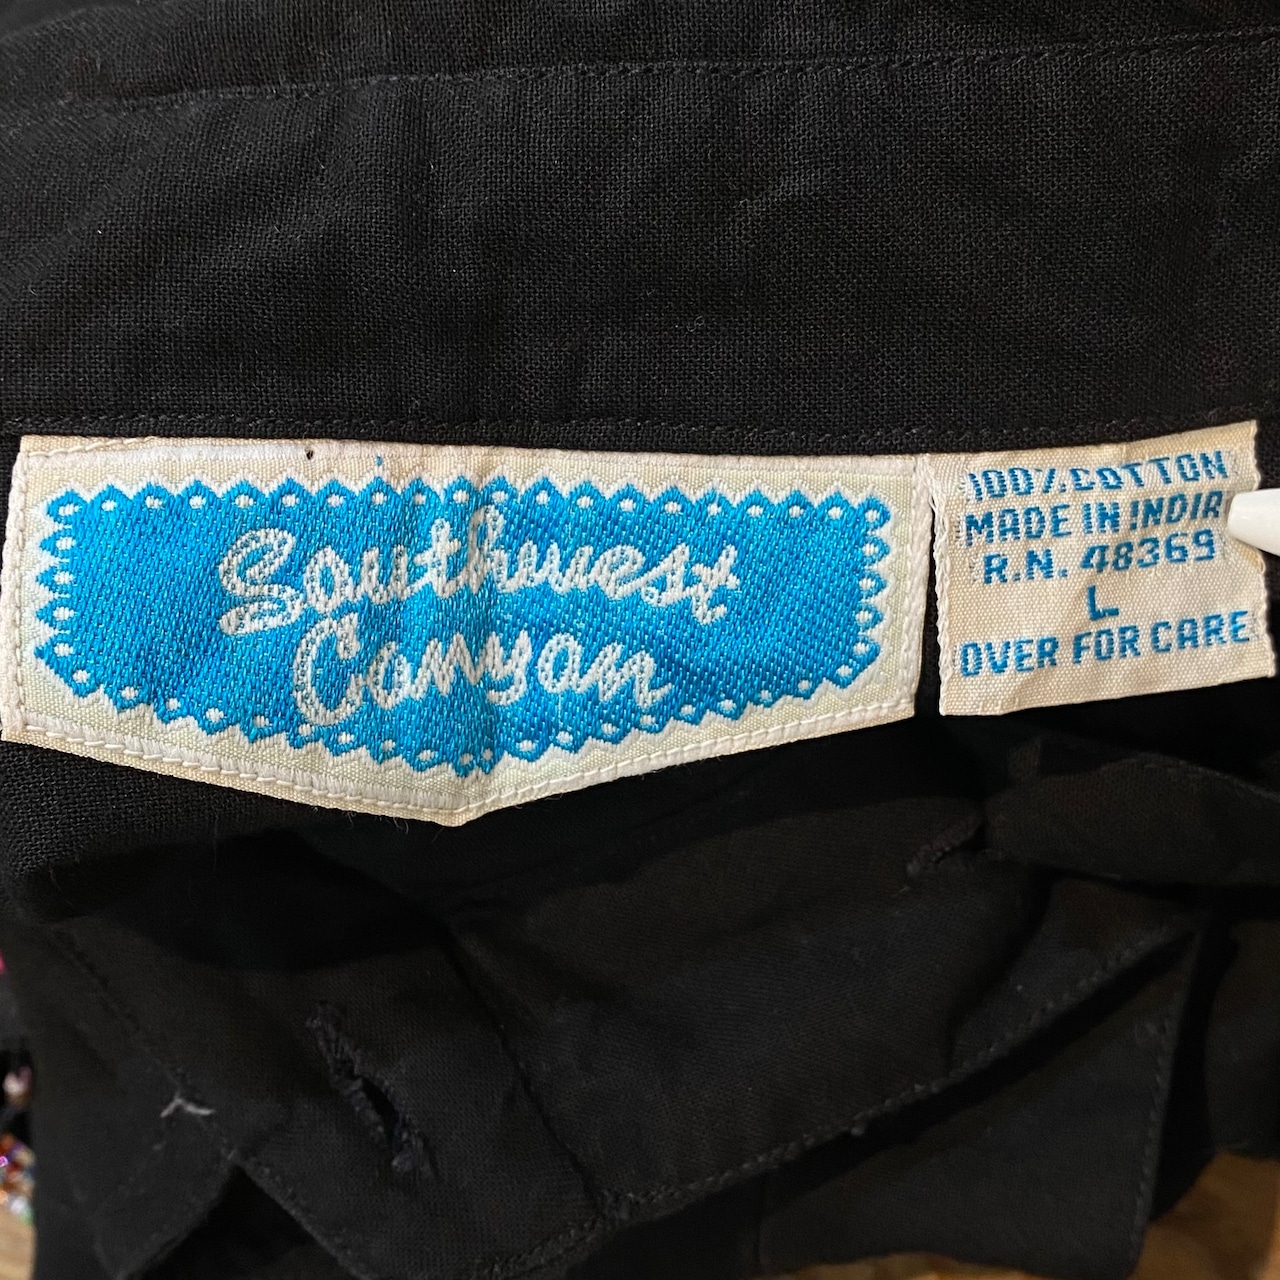 Southwest
Canyon
100% COTTON
MADE IN INDIA
R.N. 48369
L
OVER FOR CARE